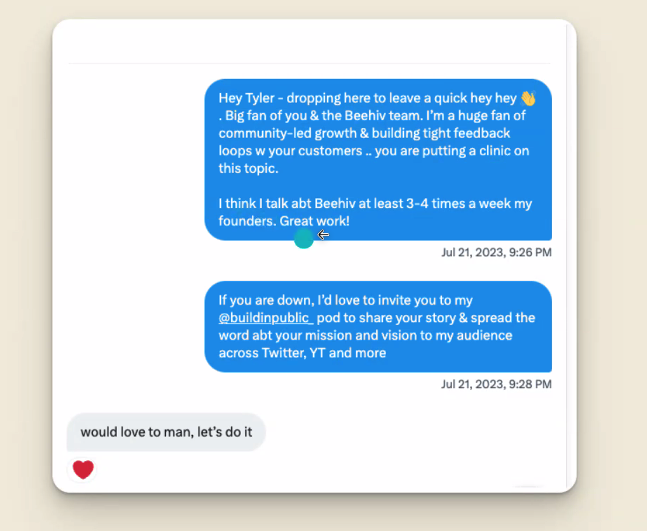 Hey Tyler - dropping here to leave a quick hey hey 👋
. Big fan of you & the Beehiv team. I'm a huge fan of
community-led growth & building tight feedback
loops w your customers .. you are putting a clinic on
this topic.
I think I talk abt Beehiv at least 3-4 times a week my
founders. Great work!
Jul 21, 2023, 9:26 PM
If you are down, I'd love to invite you to my
@buildinpublic_ pod to share your story & spread the
word abt your mission and vision to my audience
across Twitter, YT and more
Jul 21, 2023, 9:28 PM
would love to man, let's do it